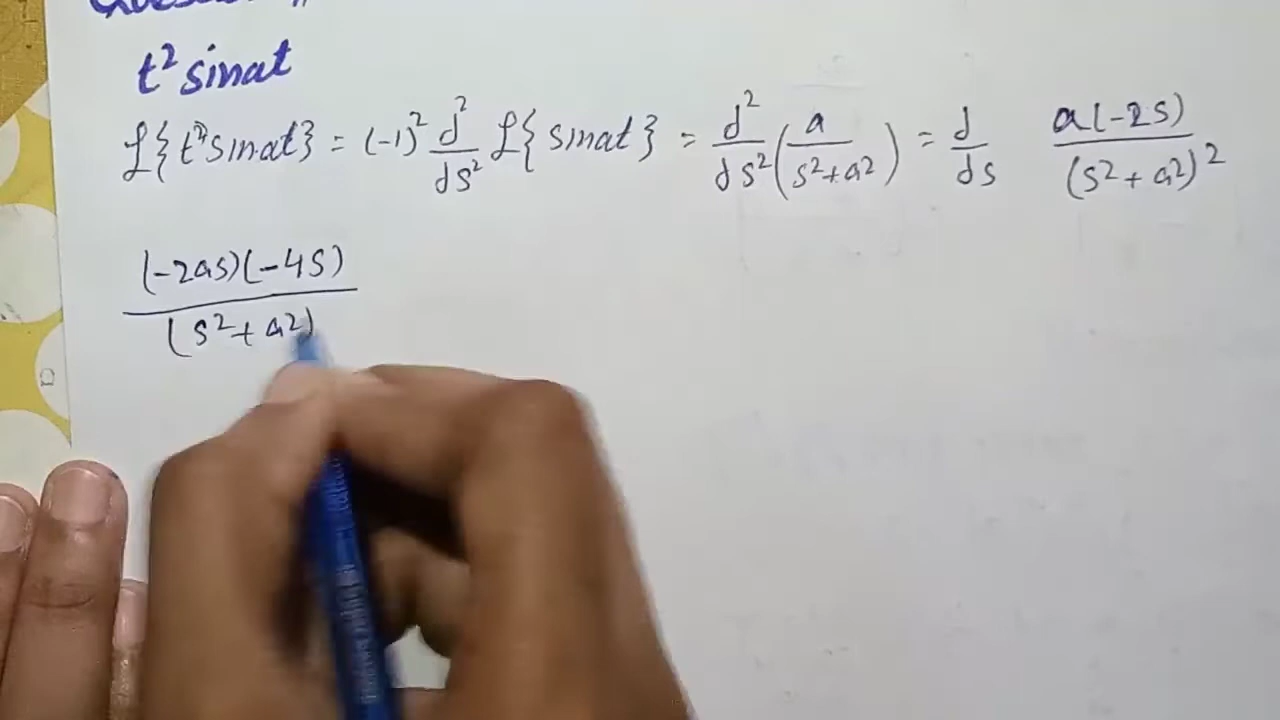 t² sinat
ℒ{t²sinat} = (-1)² d²/ds² ℒ{sinat} = d²/ds² (a/(s²+a²)) = d/ds a(-2s)/(s²+a²)²
(-2as)(-4s)
(s²+a²)